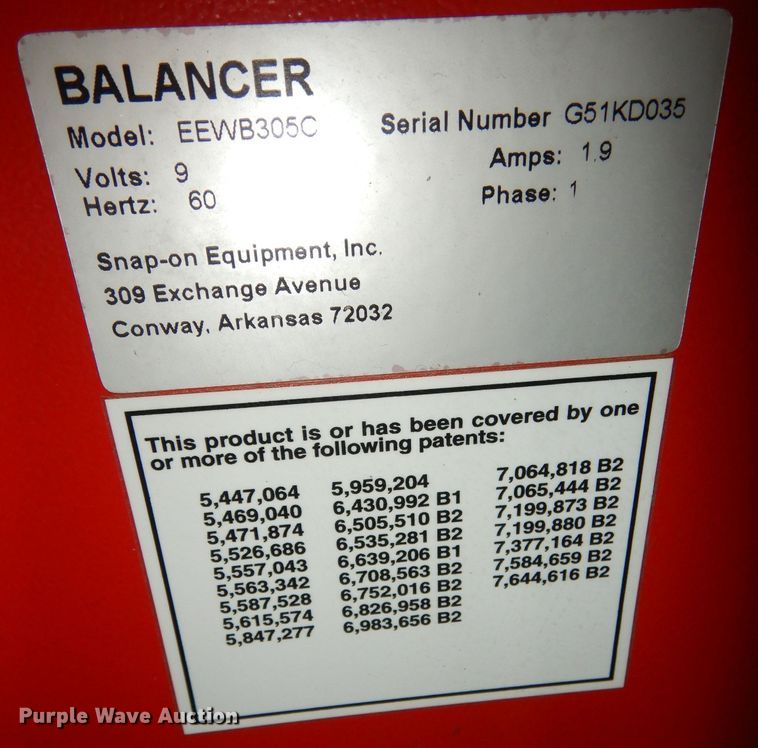 BALANCER
Model: EEWB305C Serial Number G51KD035
Volts: 9 Amps: 1.9
Hertz: 60 Phase: 1
Snap-on Equipment, Inc.
309 Exchange Avenue
Conway, Arkansas 72032
This product is or has been covered by one
or more of the following patents:
5,447,064 5,959,204 7,064,818 B2
5,469,040 6,430,992 B1 7,065,444 B2
5,471,874 6,505,510 B2 7,199,873 B2
5,526,686 6,535,281 B2 7,199,880 B2
5,557,043 6,639,206 B1 7,377,164 B2
5,563,342 6,708,563 B2 7,584,659 B2
5,587,528 6,752,016 B2 7,644,616 B2
5,615,574 6,826,958 B2
5,847,277 6,983,656 B2
Purple Wave Auction